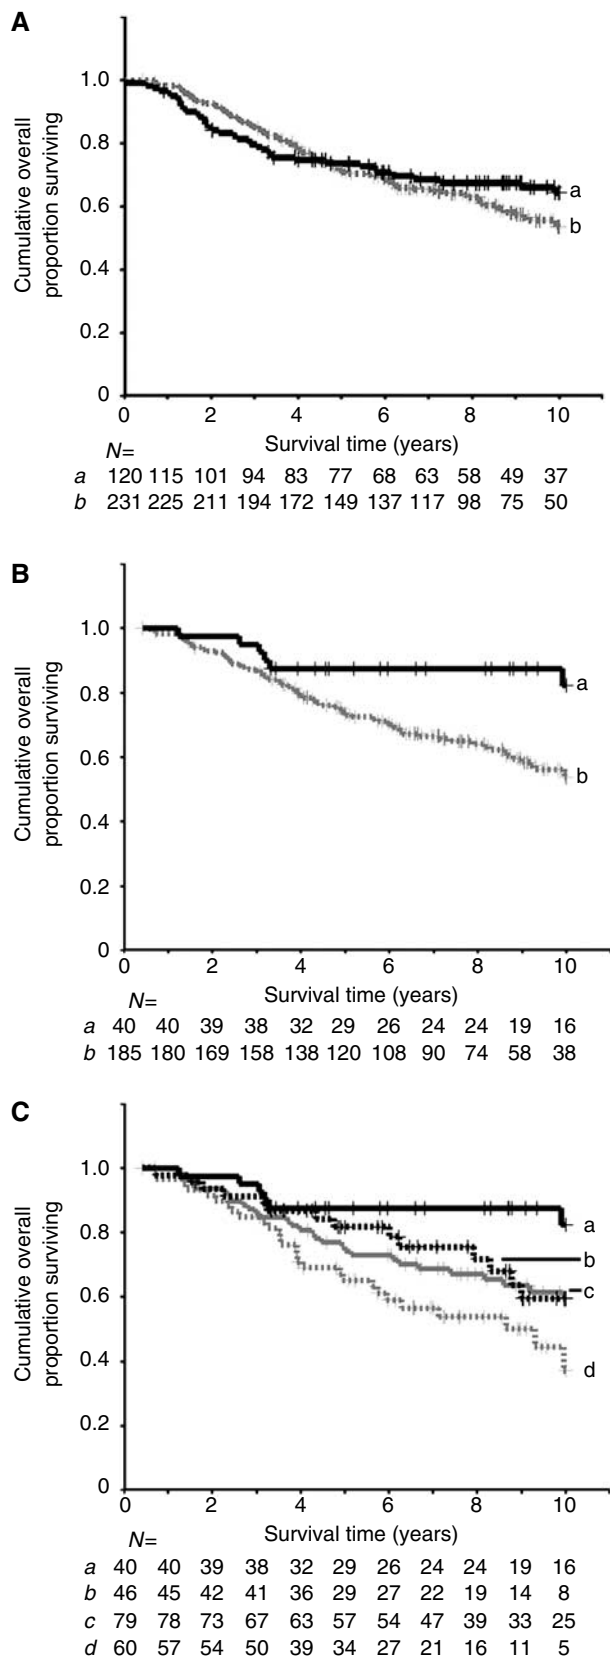 A
Cumulative overall
proportion surviving
1.0
0.8
0.6
0.4
0.2
0
a
b
0 2 4 6 8 10
Survival time (years)
N=
a 120 115 101 94 83 77 68 63 58 49 37
b 231 225 211 194 172 149 137 117 98 75 50
B
Cumulative overall
proportion surviving
1.0
0.8
0.6
0.4
0.2
0
a
b
0 2 4 6 8 10
Survival time (years)
N=
a 40 40 39 38 32 29 26 24 24 19 16
b 185 180 169 158 138 120 108 90 74 58 38
C
Cumulative overall
proportion surviving
1.0
0.8
0.6
0.4
0.2
0
a
b
c
d
0 2 4 6 8 10
Survival time (years)
N=
a 40 40 39 38 32 29 26 24 24 19 16
b 46 45 42 41 36 29 27 22 19 14 8
c 79 78 73 67 63 57 54 47 39 33 25
d 60 57 54 50 39 34 27 21 16 11 5